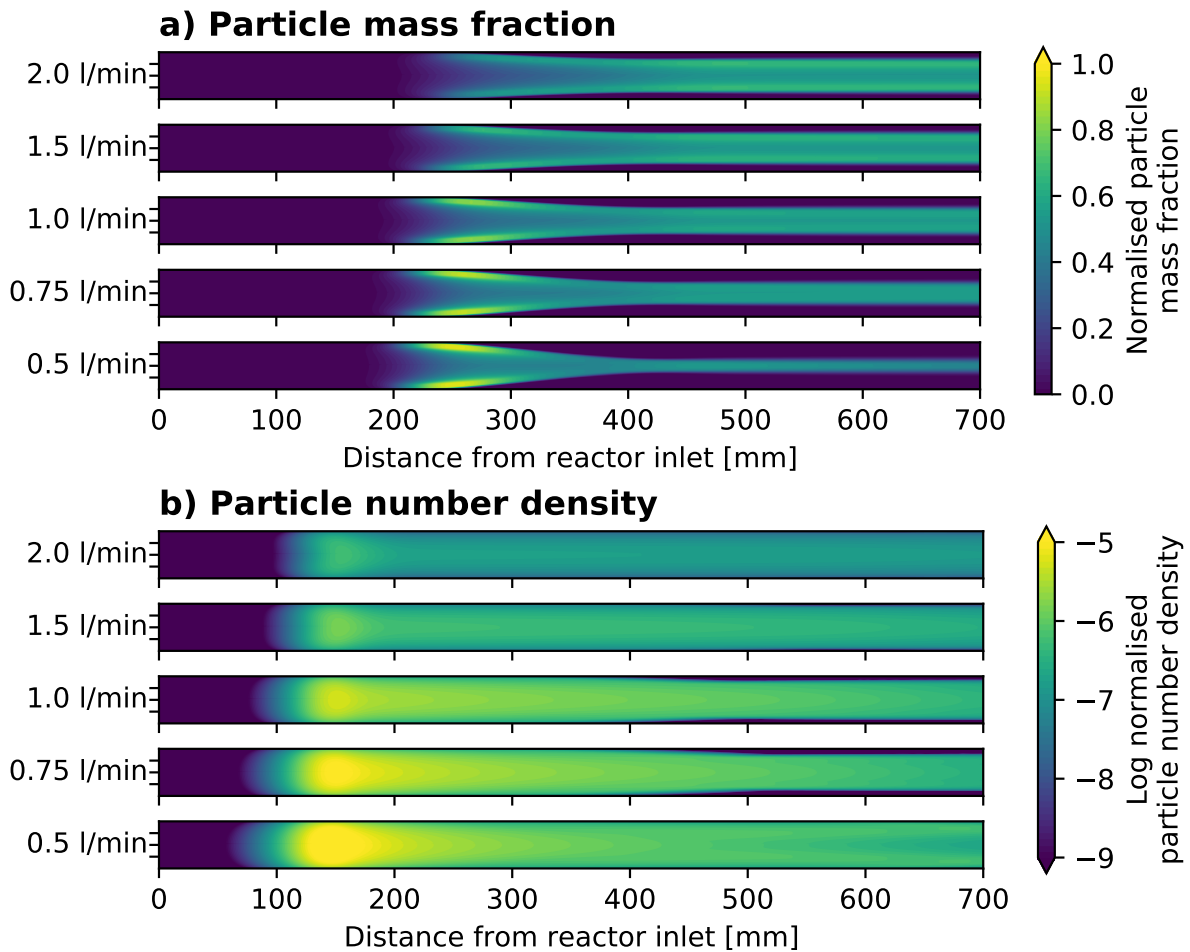 a) Particle mass fraction
2.0 l/min
1.5 l/min
1.0 l/min
0.75 l/min
0.5 l/min
0 100 200 300 400 500 600 700
Distance from reactor inlet [mm]
1.0
0.8
0.6
0.4
0.2
0.0
Normalised particle
mass fraction
b) Particle number density
2.0 l/min
1.5 l/min
1.0 l/min
0.75 l/min
0.5 l/min
0 100 200 300 400 500 600 700
Distance from reactor inlet [mm]
−5
−6
−7
−8
−9
Log normalised
particle number density